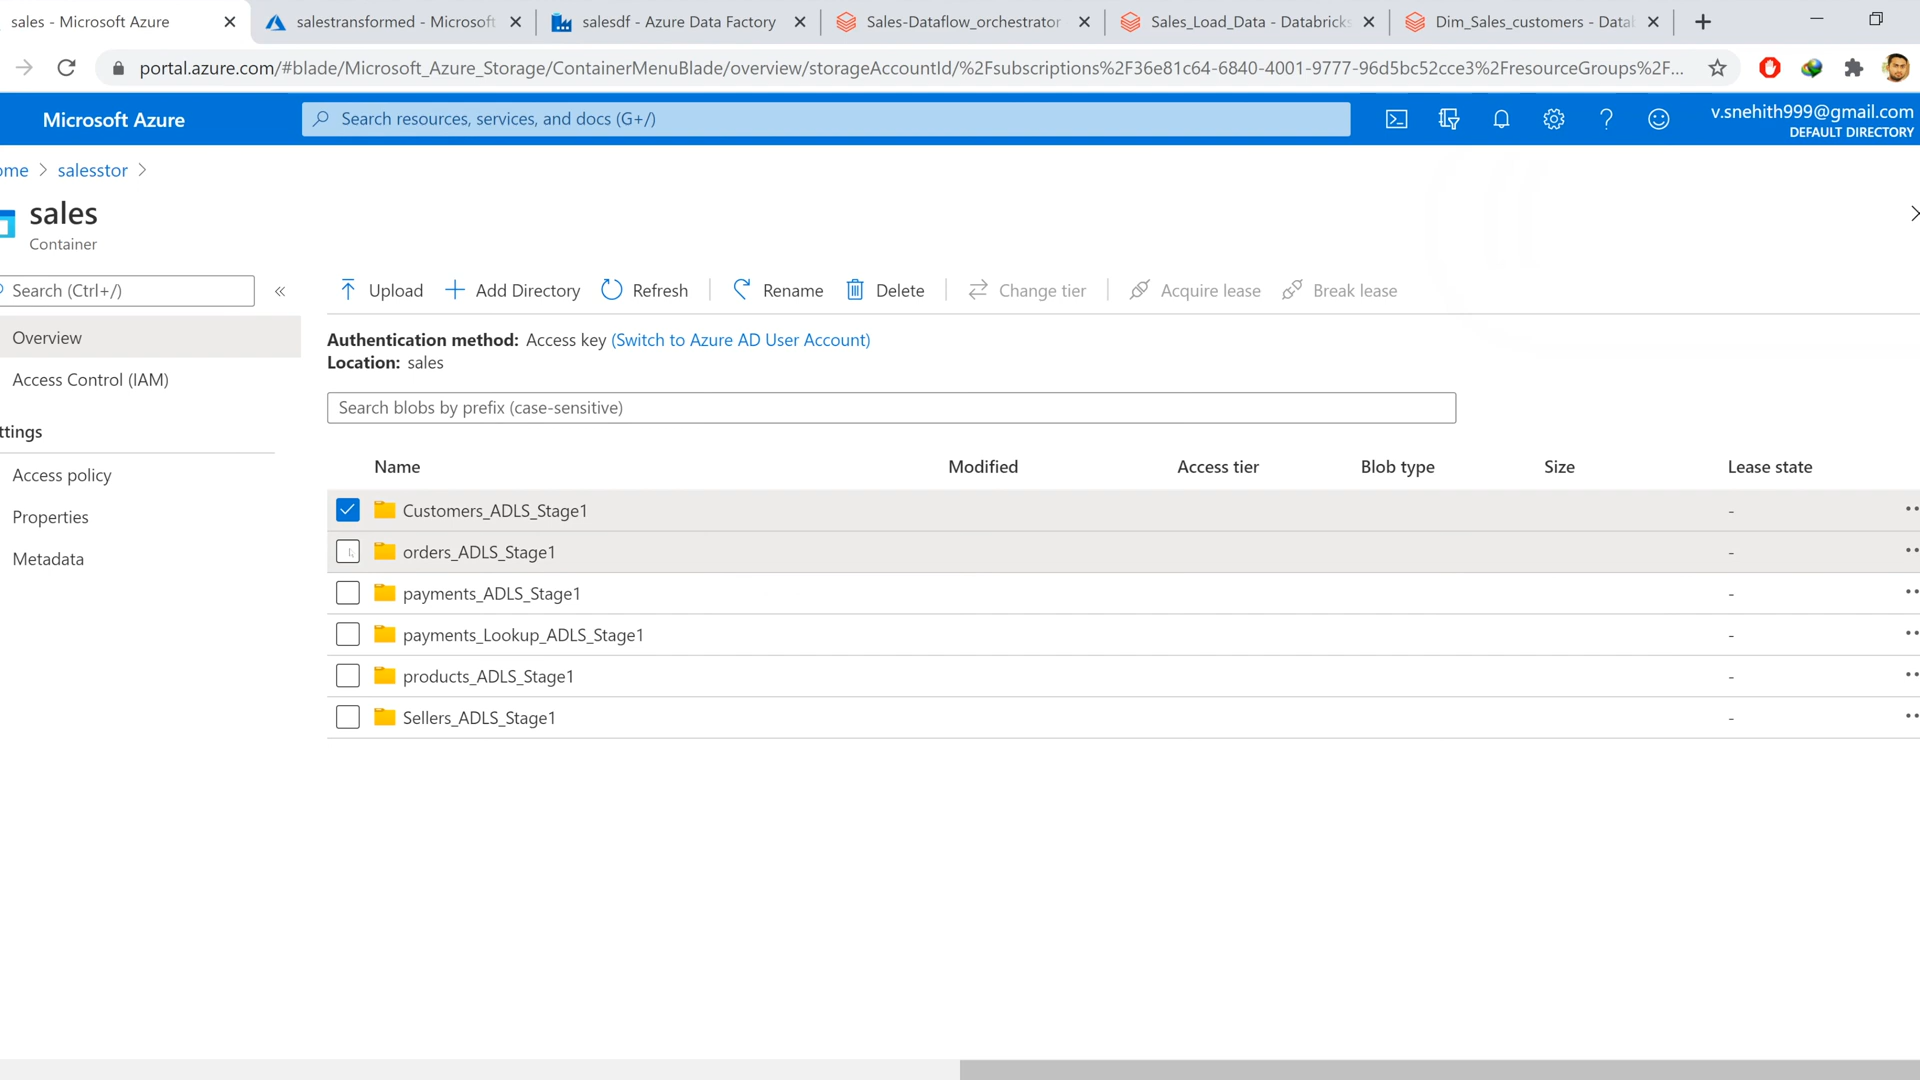 sales - Microsoft Azure
salestransformed - Microsoft
salesdf - Azure Data Factory
Sales-Dataflow_orchestrator
Sales_Load_Data - Databricks
Dim_Sales_customers - Data
portal.azure.com/#blade/Microsoft_Azure_Storage/ContainerMenuBlade/overview/storageAccountId/%2Fsubscriptions%2F36e81c64-6840-4001-9777-96d5bc52cce3%2FresourceGroups%2F...
Microsoft Azure
Search resources, services, and docs (G+/)
v.snehith999@gmail.com
DEFAULT DIRECTORY
ome > salesstor >
sales
Container
Search (Ctrl+/)
«
Upload
Add Directory
Refresh
Rename
Delete
Change tier
Acquire lease
Break lease
Overview
Access Control (IAM)
ttings
Access policy
Properties
Metadata
Authentication method: Access key (Switch to Azure AD User Account)
Location: sales
Search blobs by prefix (case-sensitive)
Name Modified Access tier Blob type Size Lease state
Customers_ADLS_Stage1 -
orders_ADLS_Stage1 -
payments_ADLS_Stage1 -
payments_Lookup_ADLS_Stage1 -
products_ADLS_Stage1 -
Sellers_ADLS_Stage1 -